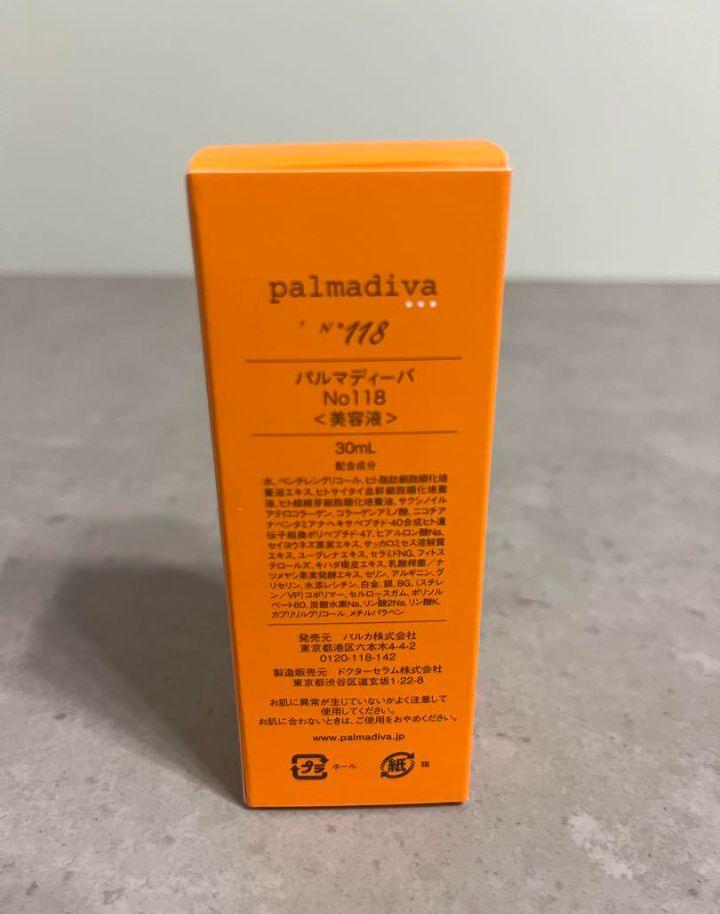 palmadiva
N°118
パルマディーバ
No118
<美容液>
30mL
配合成分
水、ペンチレングリコール、ヒト脂肪細胞順化培
養液エキス、ヒトサイタイ血幹細胞順化培養
液、ヒト線維芽細胞順化培養液、サクシノイル
アテロコラーゲン、コラーゲンアミノ酸、ニコチア
ナベンタミアナヘキサペプチド-40合成ヒト遺
伝子組換ポリペプチド-47、ヒアルロン酸Na、
セイヨウネズ果実エキス、サッカロミセス溶解質
エキス、ユーグレナエキス、セラミドNG、フィトス
テロールズ、キハダ樹皮エキス、乳酸桿菌/ナ
ツメヤシ果実発酵エキス、セリン、アルギニン、グ
リセリン、水添レシチン、白金、銀、BG、(スチレ
ン/VP)コポリマー、セルロースガム、ポリソル
ベート80、炭酸水素Na、リン酸2Na、リン酸K、
カプリリルグリコール、メチルパラベン
発売元 パルカ株式会社
東京都港区六本木4-4-2
0120-118-142
製造販売元 ドクターセラム株式会社
東京都渋谷区道玄坂1-22-8
お肌に異常が生じていないかよく注意して
使用してください。
お肌に合わないときは、ご使用をおやめください。
www.palmadiva.jp
プラ ホール 紙 箱